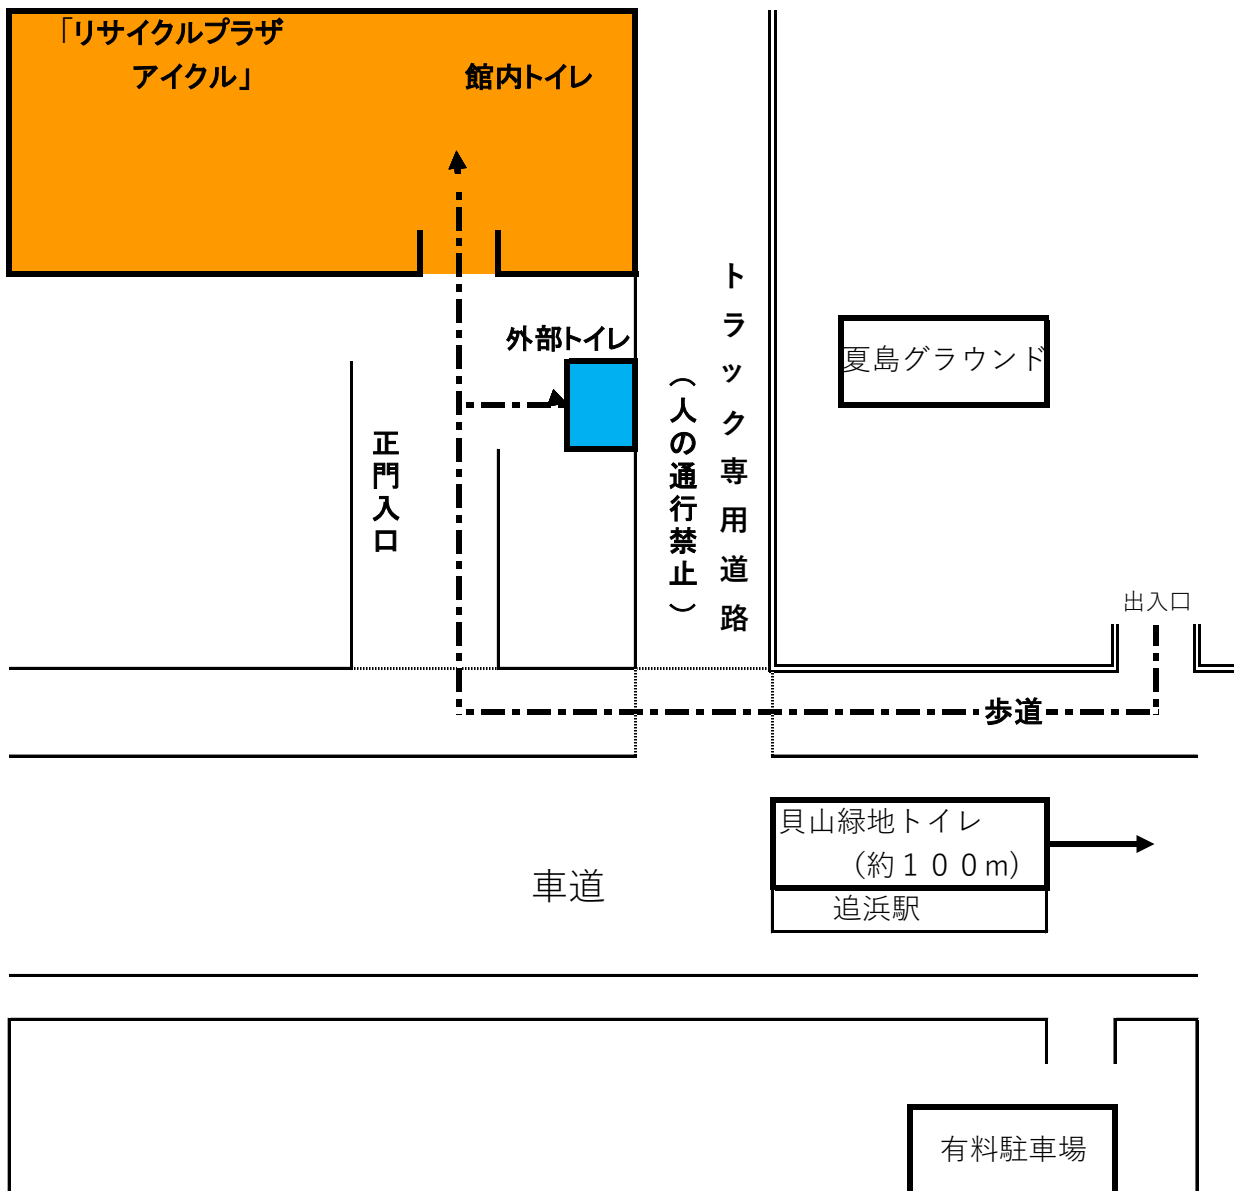 「リサイクルプラザ
アイクル」
館内トイレ
外部トイレ
トラック専用道路
（人の通行禁止）
夏島グラウンド
正門入口
出入口
歩道
貝山緑地トイレ
（約１００ｍ）
追浜駅
車道
有料駐車場